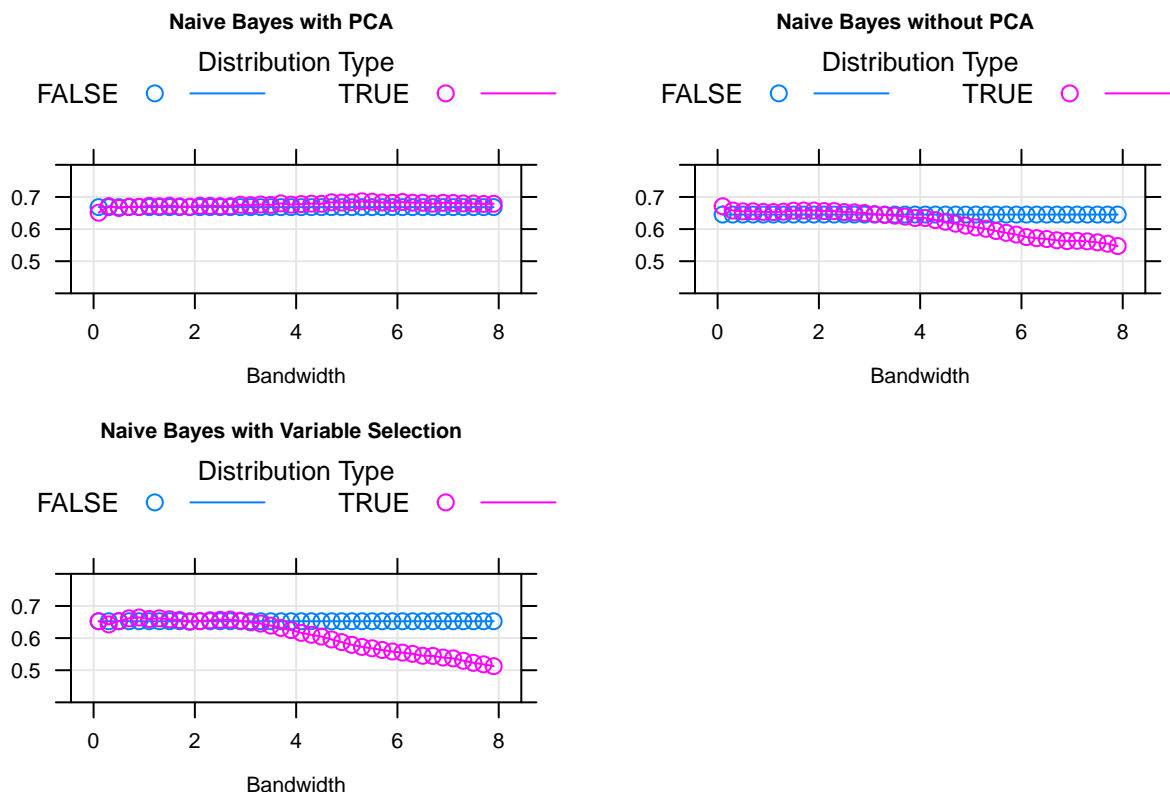 Naive Bayes with PCA
Distribution Type
FALSE TRUE
0.7
0.6
0.5
0 2 4 6 8
Bandwidth
Naive Bayes without PCA
Distribution Type
FALSE TRUE
0.7
0.6
0.5
0 2 4 6 8
Bandwidth
Naive Bayes with Variable Selection
Distribution Type
FALSE TRUE
0.7
0.6
0.5
0 2 4 6 8
Bandwidth